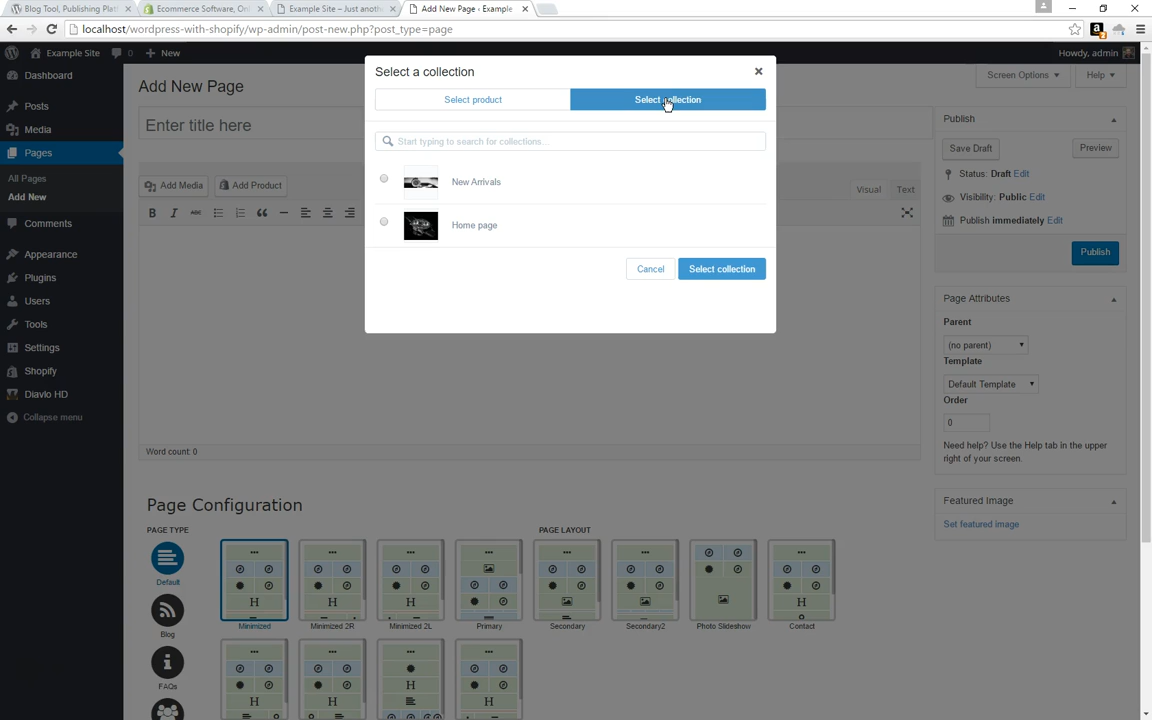 Blog Tool, Publishing Plat
Ecommerce Software, Onl
Example Site – Just anoth
Add New Page ‹ Example
localhost/wordpress-with-shopify/wp-admin/post-new.php?post_type=page
Example Site
0
New
Howdy, admin
Dashboard
Posts
Media
Pages
All Pages
Add New
Comments
Appearance
Plugins
Users
Tools
Settings
Shopify
Diavlo HD
Collapse menu
Add New Page
Screen Options
Help
Enter title here
Add Media
Add Product
Visual
Text
ABC
Word count: 0
Select a collection
Select product
Select collection
Start typing to search for collections...
New Arrivals
Home page
Cancel
Select collection
Publish
Save Draft
Preview
Status: Draft Edit
Visibility: Public Edit
Publish immediately Edit
Publish
Page Attributes
Parent
(no parent)
Template
Default Template
Order
0
Need help? Use the Help tab in the upper
right of your screen.
Featured Image
Set featured image
Page Configuration
PAGE TYPE
PAGE LAYOUT
Default
Blog
FAQs
Minimized
Minimized 2R
Minimized 2L
Primary
Secondary
Secondary2
Photo Slideshow
Contact